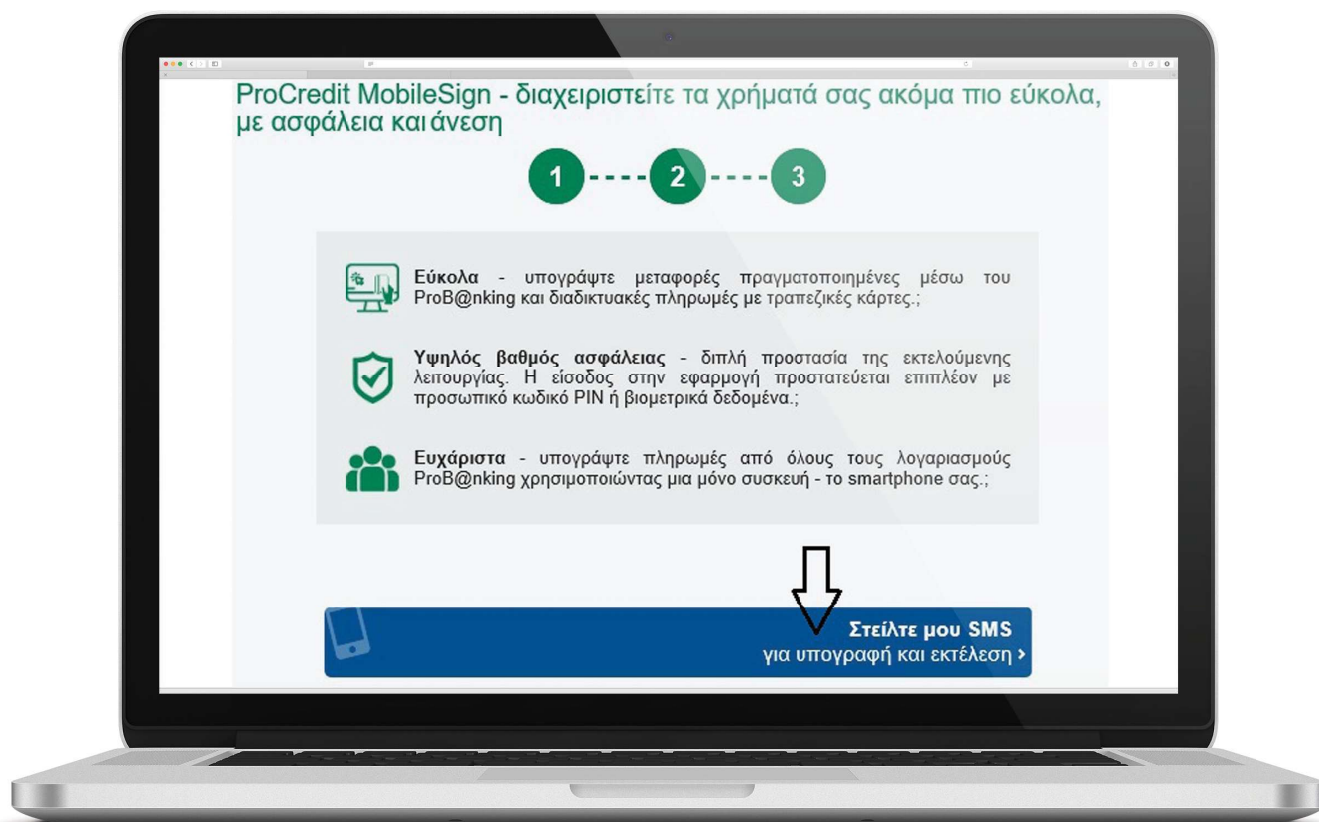 ProCredit MobileSign - διαχειριστείτε τα χρήματά σας ακόμα πιο εύκολα,
με ασφάλεια και άνεση
1 2 3
Εύκολα - υπογράψτε μεταφορές πραγματοποιημένες μέσω του
ProB@nking και διαδικτυακές πληρωμές με τραπεζικές κάρτες.;
Υψηλός βαθμός ασφάλειας - διπλή προστασία της εκτελούμενης
λειτουργίας. Η είσοδος στην εφαρμογή προστατεύεται επιπλέον με
προσωπικό κωδικό PIN ή βιομετρικά δεδομένα.;
Ευχάριστα - υπογράψτε πληρωμές από όλους τους λογαριασμούς
ProB@nking χρησιμοποιώντας μια μόνο συσκευή - το smartphone σας.;
Στείλτε μου SMS
για υπογραφή και εκτέλεση >